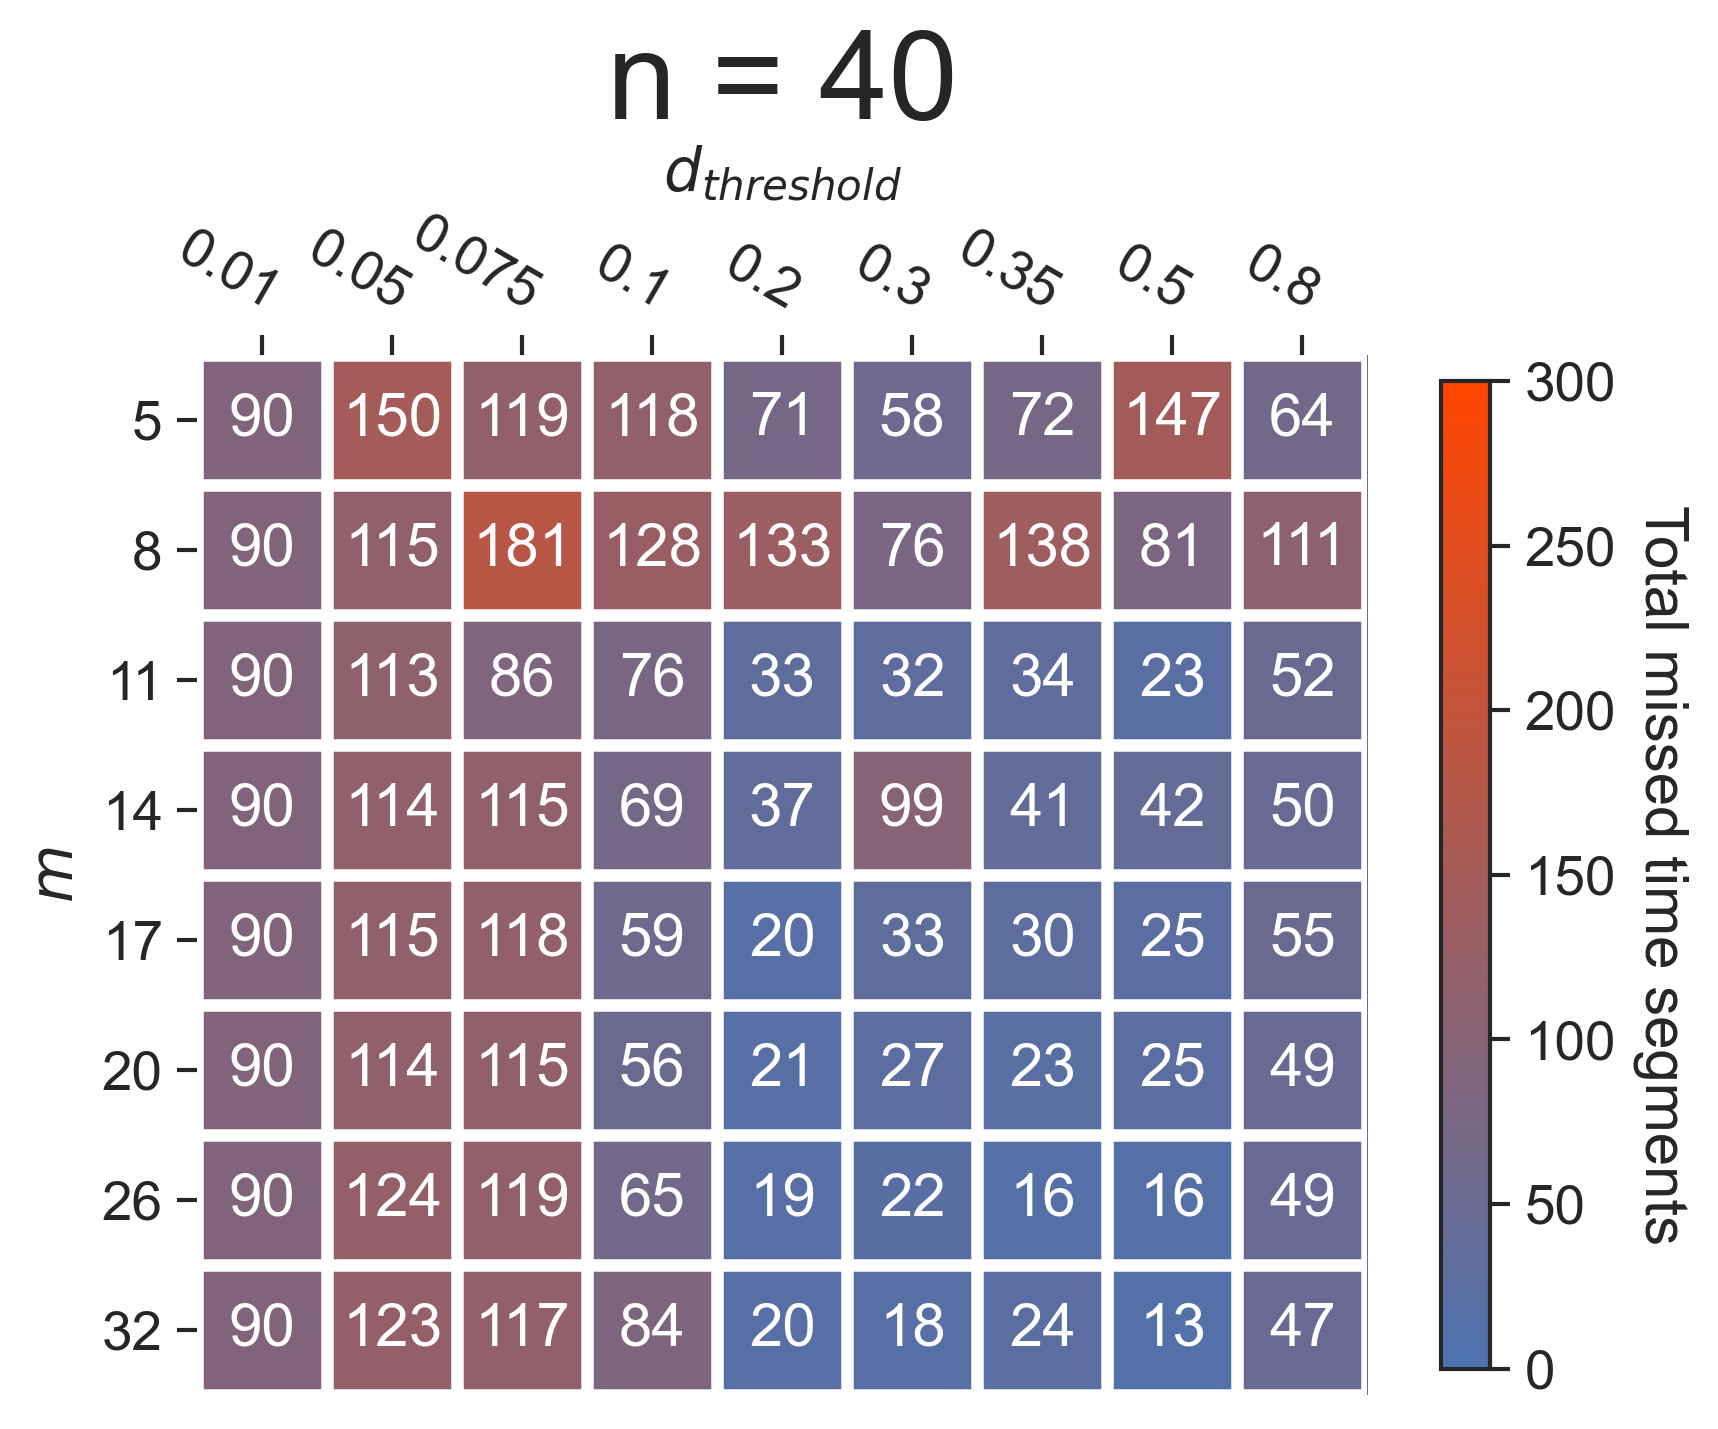 n = 40
d_threshold
0.01 0.05 0.075 0.1 0.2 0.3 0.35 0.5 0.8
5 90 150 119 118 71 58 72 147 64
8 90 115 181 128 133 76 138 81 111
11 90 113 86 76 33 32 34 23 52
14 90 114 115 69 37 99 41 42 50
17 90 115 118 59 20 33 30 25 55
20 90 114 115 56 21 27 23 25 49
26 90 124 119 65 19 22 16 16 49
32 90 123 117 84 20 18 24 13 47
m
300
250
200
150
100
50
0
Total missed time segments